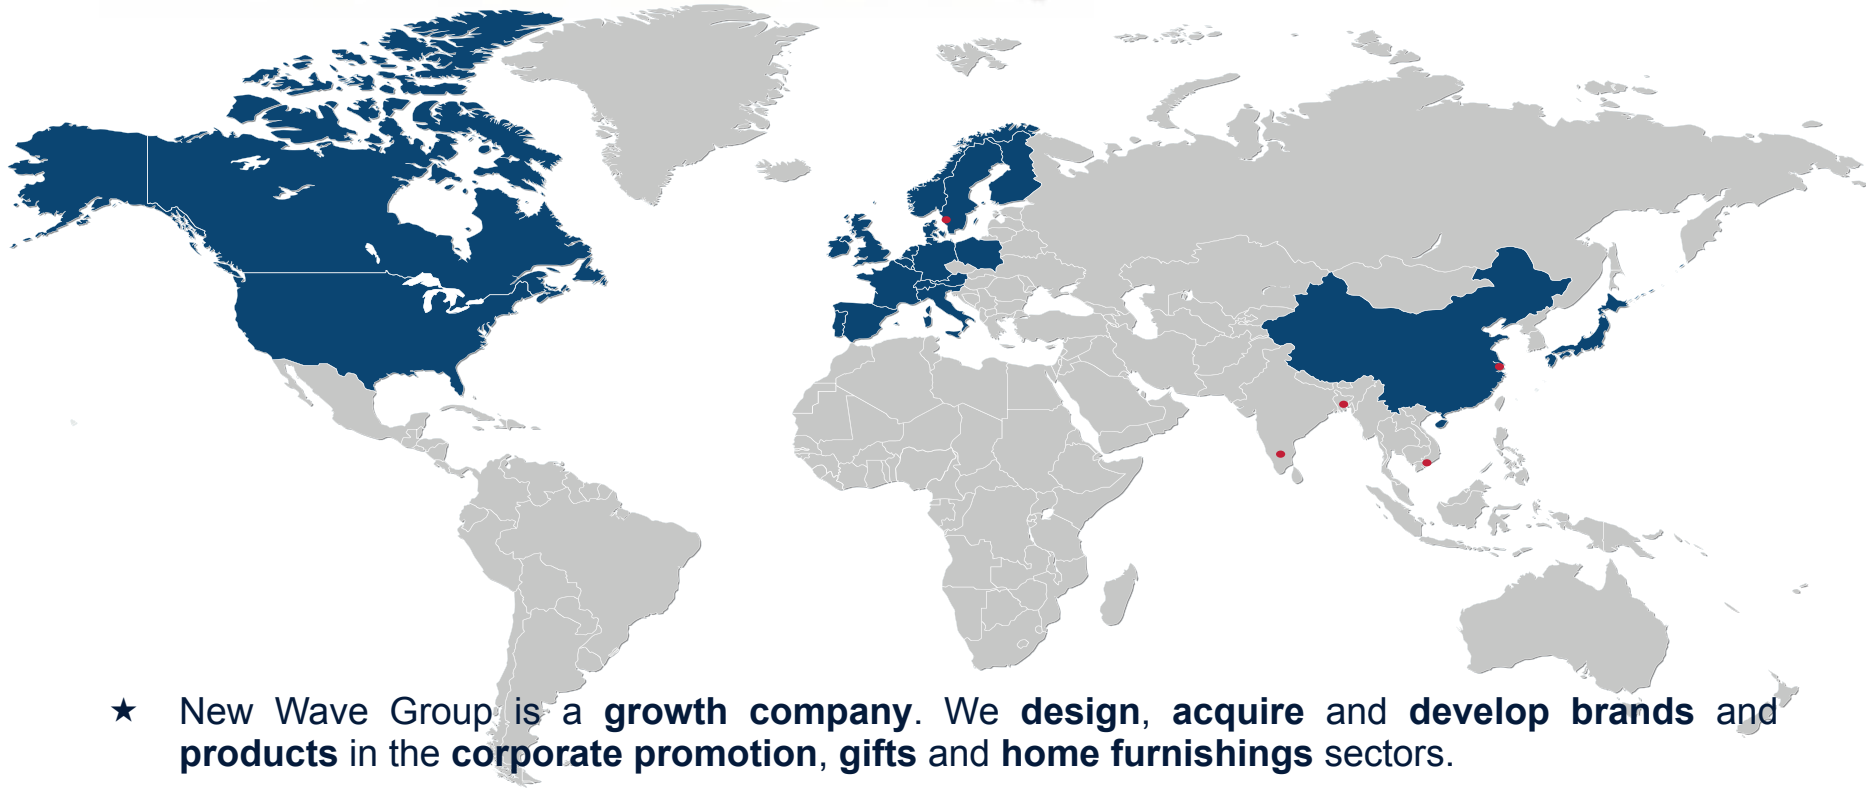 ★ New Wave Group is a growth company. We design, acquire and develop brands and
products in the corporate promotion, gifts and home furnishings sectors.